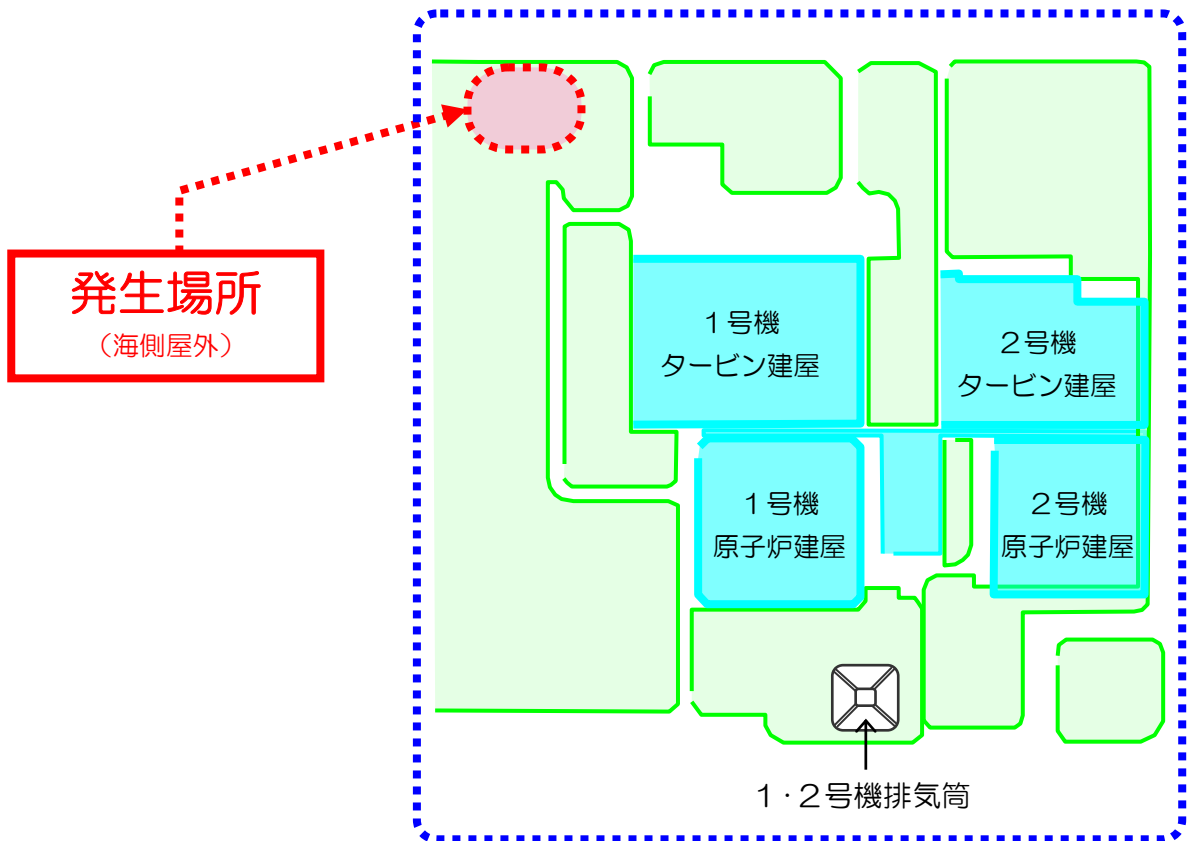 発生場所
（海側屋外）
１号機
タービン建屋
２号機
タービン建屋
１号機
原子炉建屋
２号機
原子炉建屋
１・２号機排気筒